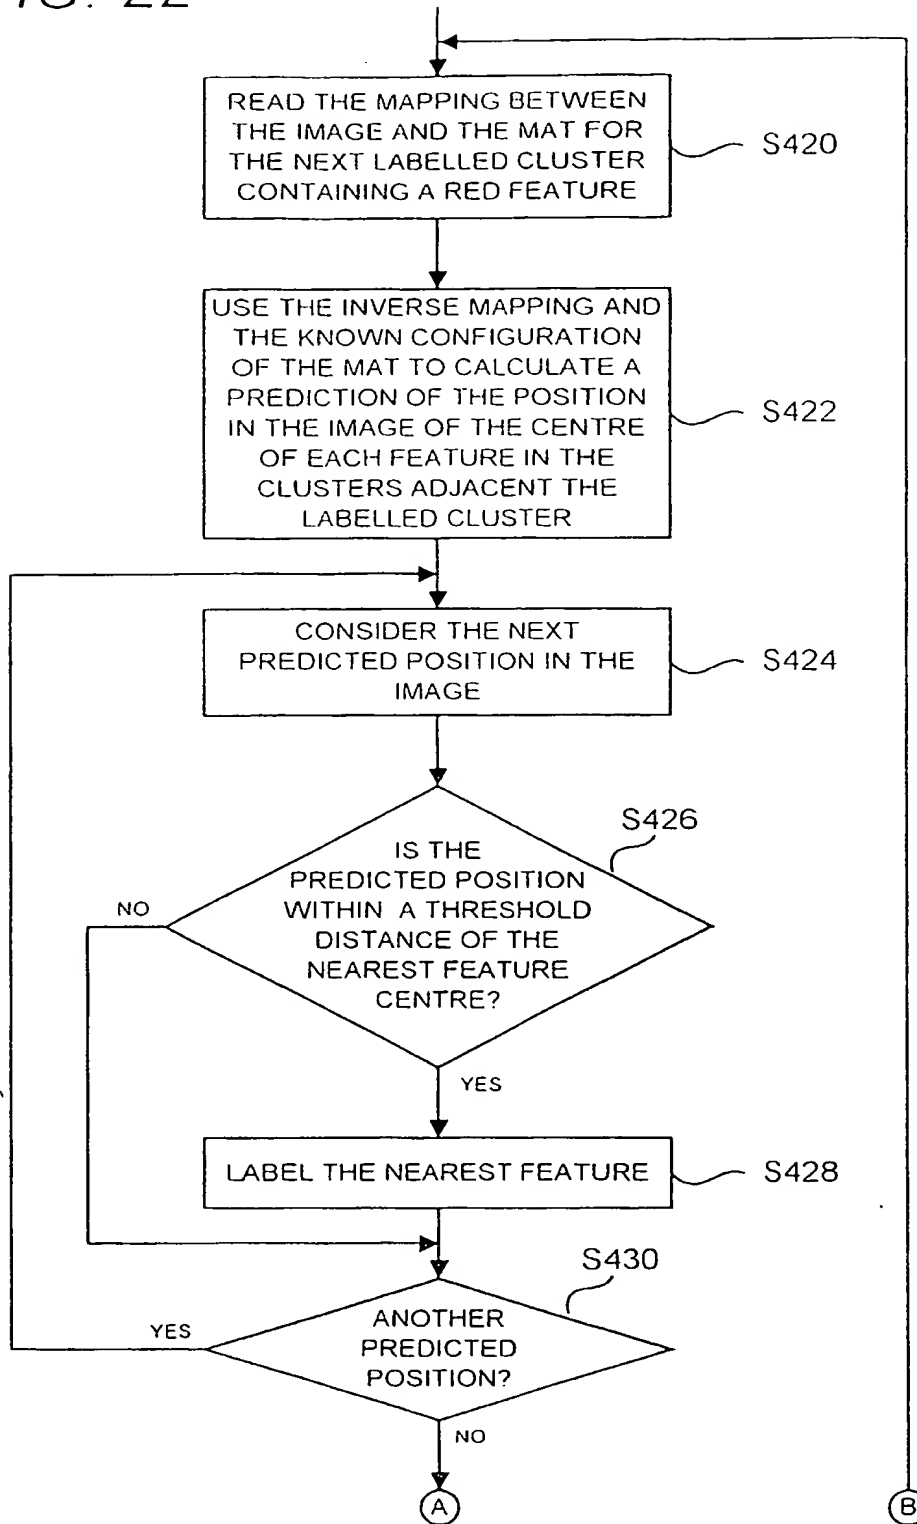 FIG. 22
READ THE MAPPING BETWEEN
THE IMAGE AND THE MAT FOR
THE NEXT LABELLED CLUSTER
CONTAINING A RED FEATURE
S420
USE THE INVERSE MAPPING AND
THE KNOWN CONFIGURATION
OF THE MAT TO CALCULATE A
PREDICTION OF THE POSITION
IN THE IMAGE OF THE CENTRE
OF EACH FEATURE IN THE
CLUSTERS ADJACENT THE
LABELLED CLUSTER
S422
CONSIDER THE NEXT
PREDICTED POSITION IN THE
IMAGE
S424
S426
IS THE
PREDICTED POSITION
WITHIN A THRESHOLD
DISTANCE OF THE
NEAREST FEATURE
CENTRE?
NO
YES
LABEL THE NEAREST FEATURE
S428
S430
ANOTHER
PREDICTED
POSITION?
YES
NO
A
B